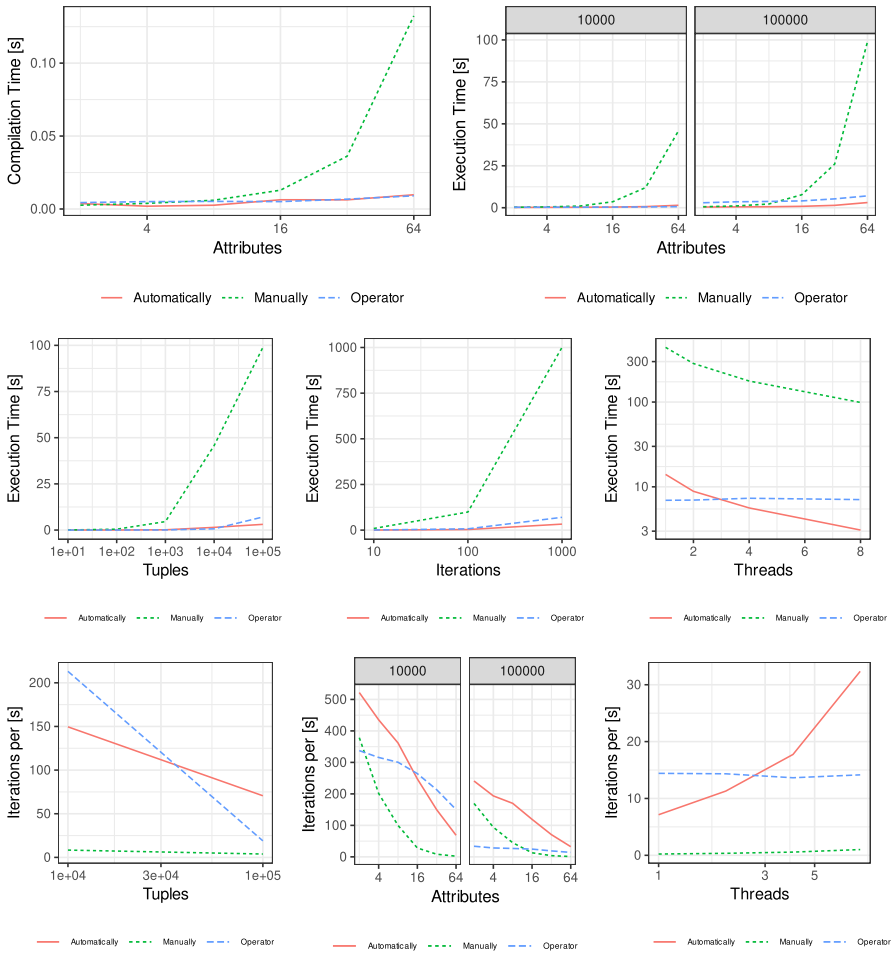 10000
100000
Compilation Time [s]
0.10
0.05
0.00
4
16
64
Attributes
Execution Time [s]
100
75
50
25
0
4
16
64
4
16
64
Attributes
Automatically
Manually
Operator
Automatically
Manually
Operator
Execution Time [s]
100
75
50
25
0
1e+01
1e+02
1e+03
1e+04
1e+05
Tuples
Execution Time [s]
1000
750
500
250
0
10
100
1000
Iterations
Execution Time [s]
300
100
30
10
3
2
4
6
8
Threads
Automatically
Manually
Operator
Automatically
Manually
Operator
Automatically
Manually
Operator
Iterations per [s]
200
150
100
50
0
1e+04
3e+04
1e+05
Tuples
10000
100000
Iterations per [s]
500
400
300
200
100
0
4
16
64
4
16
64
Attributes
Iterations per [s]
30
20
10
0
1
3
5
Threads
Automatically
Manually
Operator
Automatically
Manually
Operator
Automatically
Manually
Operator